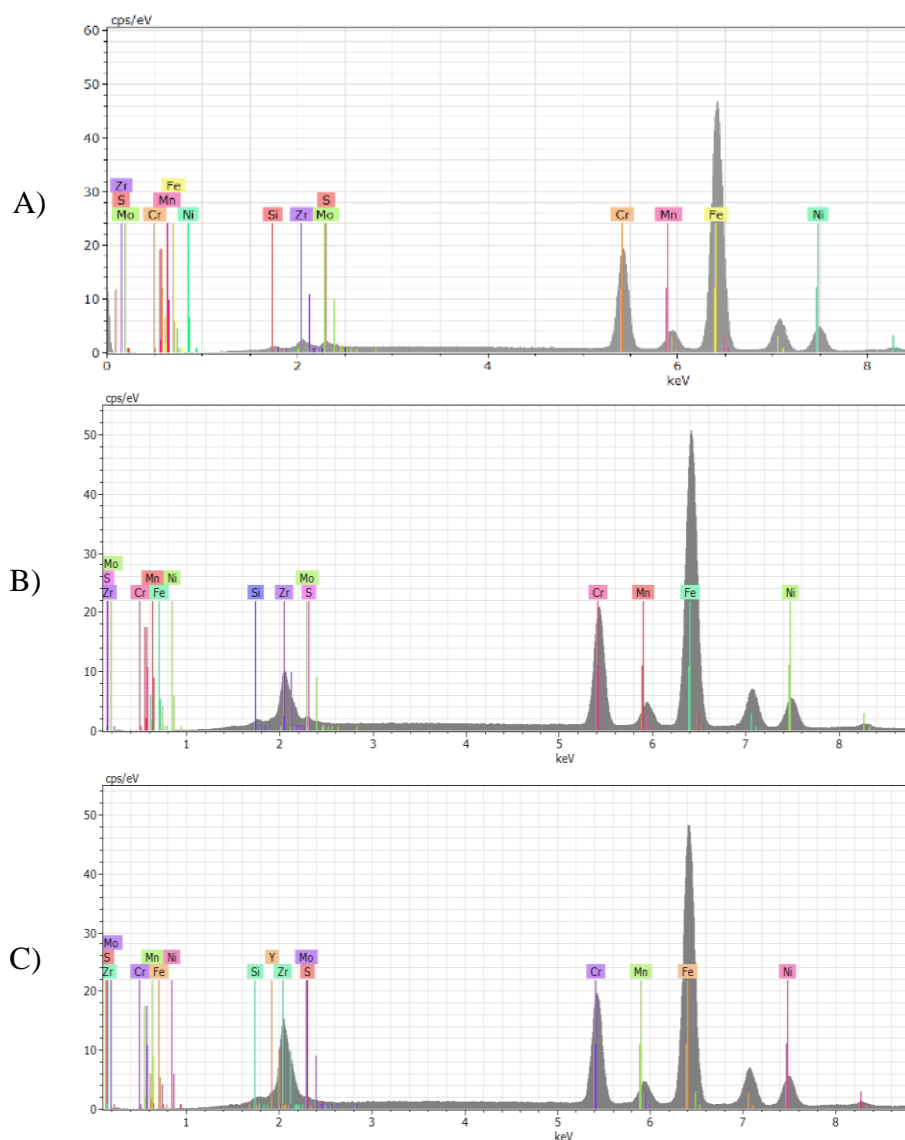 cps/eV
60
50
40
30
20
10
0
A)
Zr Fe
S Mn S
Mo Cr Ni Si Zr Mo Cr Mn Fe Ni
0 2 4 6 8
keV
cps/eV
50
40
30
20
10
0
B)
Mo
S Mn Ni Mo
Zr Cr Fe Si Zr S Cr Mn Fe Ni
1 2 3 4 5 6 7 8
keV
cps/eV
50
40
30
20
10
0
C)
Mo
S Mn Ni Y Mo
Zr Cr Fe Si Zr S Cr Mn Fe Ni
1 2 3 4 5 6 7 8
keV